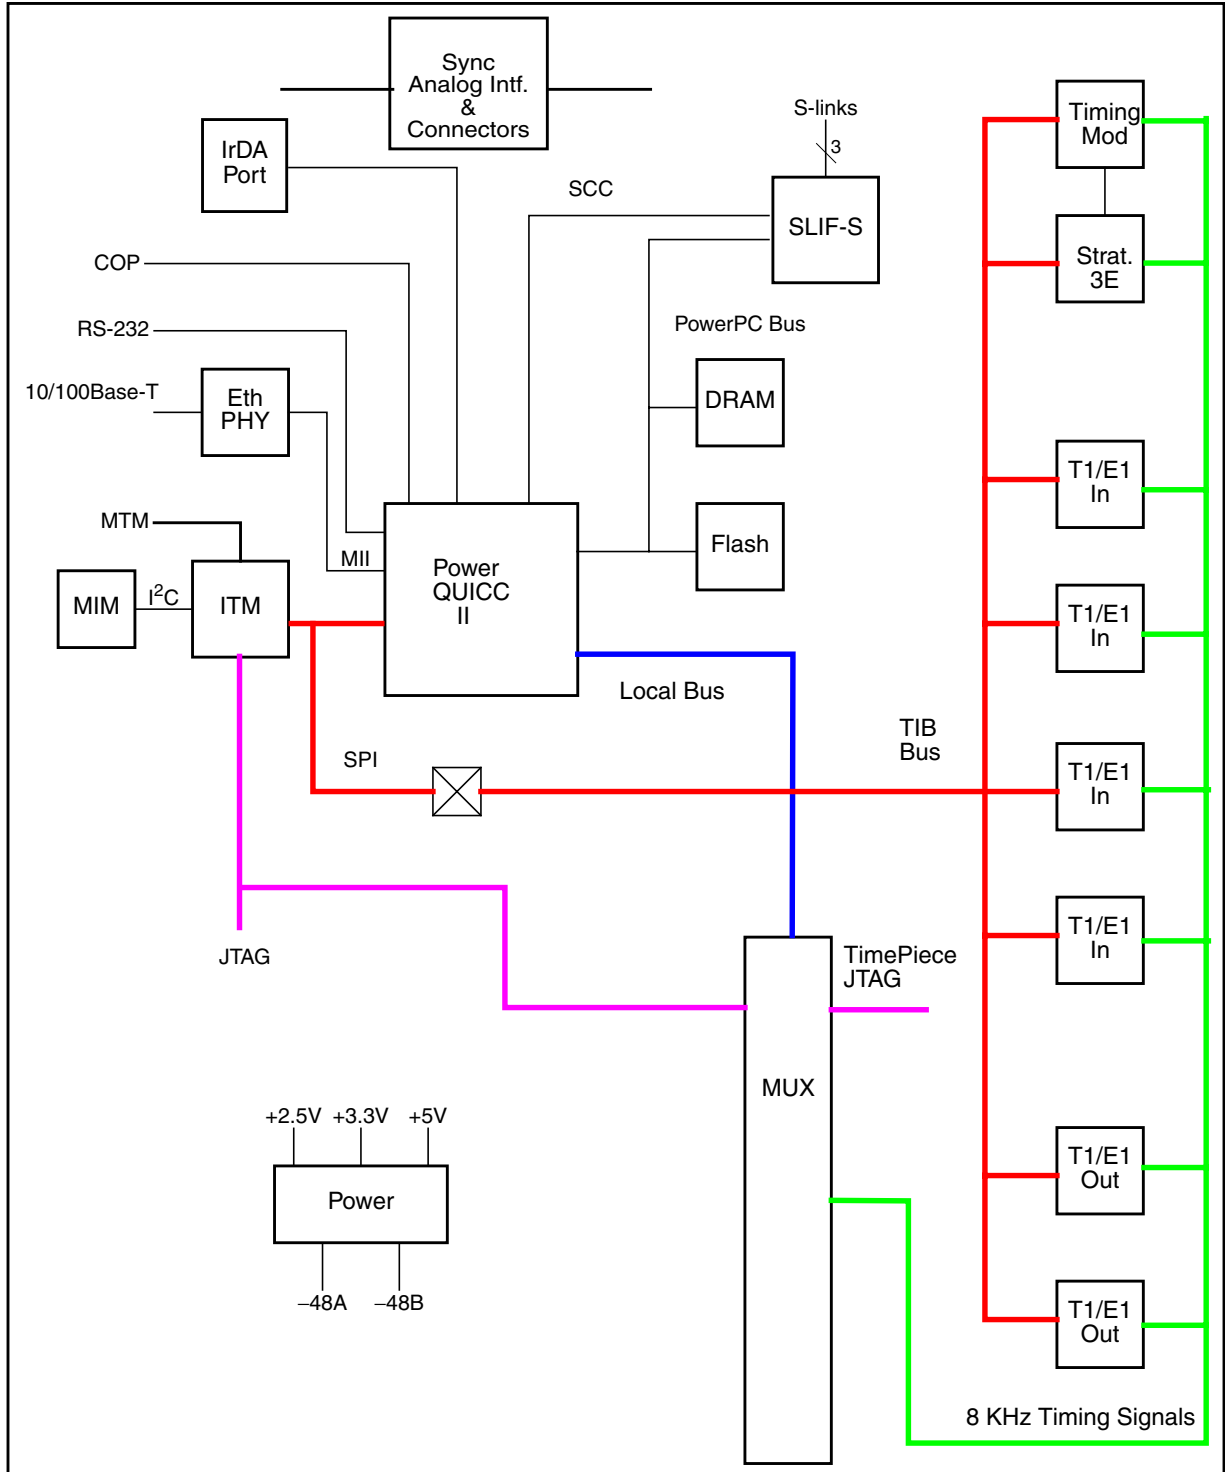 Sync
Analog Intf.
&
Connectors
S-links
3
Timing
Mod
IrDA
Port
SCC
SLIF-S
COP
Strat.
3E
RS-232
PowerPC Bus
10/100Base-T
Eth
PHY
DRAM
T1/E1
In
MTM
MII
Power
QUICC
II
Flash
MIM
I²C
ITM
T1/E1
In
Local Bus
SPI
TIB
Bus
T1/E1
In
JTAG
TimePiece
JTAG
T1/E1
In
MUX
+2.5V +3.3V +5V
Power
–48A –48B
T1/E1
Out
T1/E1
Out
8 KHz Timing Signals